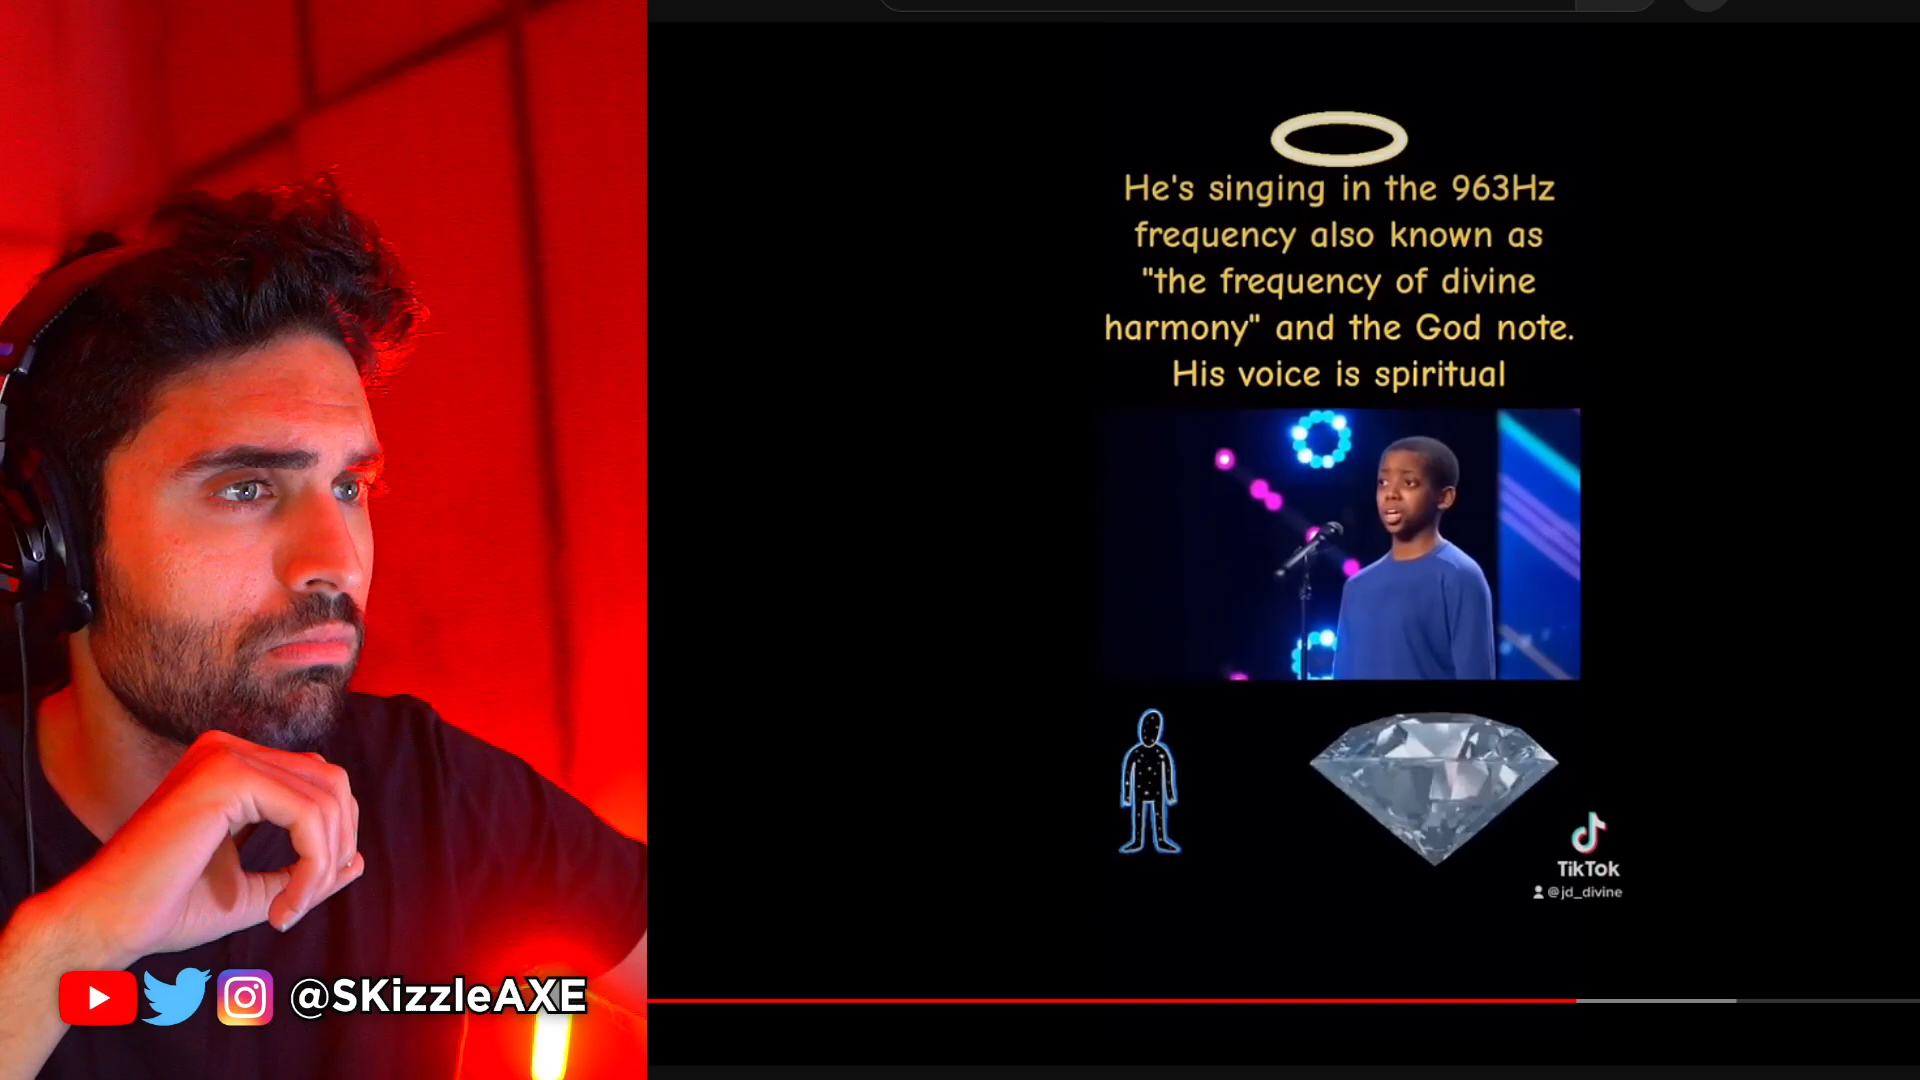 He's singing in the 963Hz
frequency also known as
"the frequency of divine
harmony" and the God note.
His voice is spiritual
TikTok
@jd_divine
@SKizzleAXE